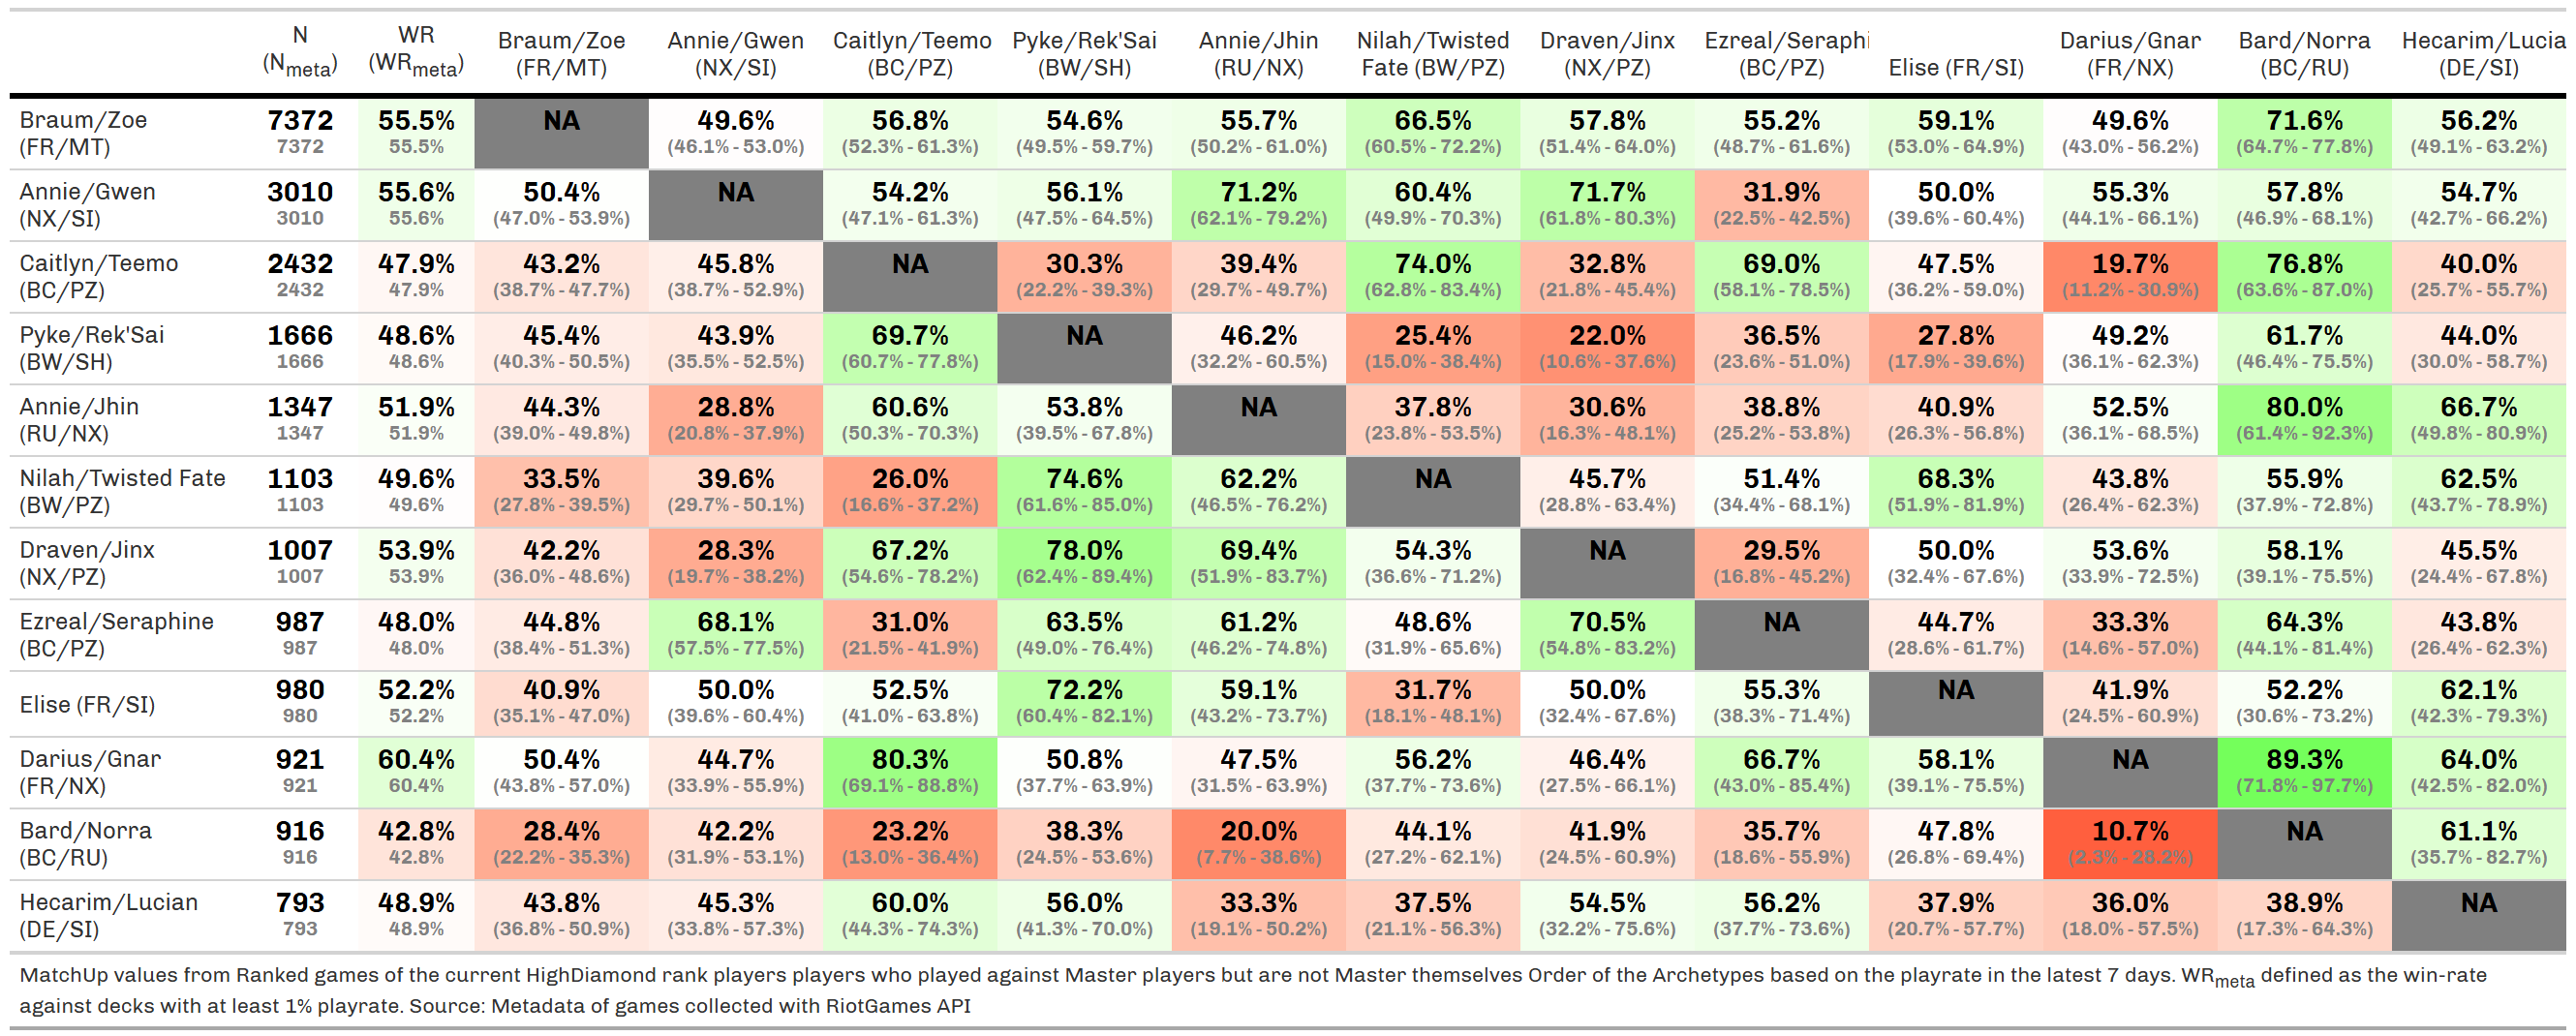 N WR Braum/Zoe Annie/Gwen Caitlyn/Teemo Pyke/Rek'Sai Annie/Jhin Nilah/Twisted Draven/Jinx Ezreal/Seraphi Darius/Gnar Bard/Norra Hecarim/Lucia
(Nmeta) (WRmeta) (FR/MT) (NX/SI) (BC/PZ) (BW/SH) (RU/NX) Fate (BW/PZ) (NX/PZ) (BC/PZ) Elise (FR/SI) (FR/NX) (BC/RU) (DE/SI)
Braum/Zoe 7372 55.5% NA 49.6% 56.8% 54.6% 55.7% 66.5% 57.8% 55.2% 59.1% 49.6% 71.6% 56.2%
(FR/MT) 7372 55.5% (46.1% - 53.0%) (52.3% - 61.3%) (49.5% - 59.7%) (50.2% - 61.0%) (60.5% - 72.2%) (51.4% - 64.0%) (48.7% - 61.6%) (53.0% - 64.9%) (43.0% - 56.2%) (64.7% - 77.8%) (49.1% - 63.2%)
Annie/Gwen 3010 55.6% 50.4% NA 54.2% 56.1% 71.2% 60.4% 71.7% 31.9% 50.0% 55.3% 57.8% 54.7%
(NX/SI) 3010 55.6% (47.0% - 53.9%) (47.1% - 61.3%) (47.5% - 64.5%) (62.1% - 79.2%) (49.9% - 70.3%) (61.8% - 80.3%) (22.5% - 42.5%) (39.6% - 60.4%) (44.1% - 66.1%) (46.9% - 68.1%) (42.7% - 66.2%)
Caitlyn/Teemo 2432 47.9% 43.2% 45.8% NA 30.3% 39.4% 74.0% 32.8% 69.0% 47.5% 19.7% 76.8% 40.0%
(BC/PZ) 2432 47.9% (38.7% - 47.7%) (38.7% - 52.9%) (22.2% - 39.3%) (29.7% - 49.7%) (62.8% - 83.4%) (21.8% - 45.4%) (58.1% - 78.5%) (36.2% - 59.0%) (11.2% - 30.9%) (63.6% - 87.0%) (25.7% - 55.7%)
Pyke/Rek'Sai 1666 48.6% 45.4% 43.9% 69.7% NA 46.2% 25.4% 22.0% 36.5% 27.8% 49.2% 61.7% 44.0%
(BW/SH) 1666 48.6% (40.3% - 50.5%) (35.5% - 52.5%) (60.7% - 77.8%) (32.2% - 60.5%) (15.0% - 38.4%) (10.6% - 37.6%) (23.6% - 51.0%) (17.9% - 39.6%) (36.1% - 62.3%) (46.4% - 75.5%) (30.0% - 58.7%)
Annie/Jhin 1347 51.9% 44.3% 28.8% 60.6% 53.8% NA 37.8% 30.6% 38.8% 40.9% 52.5% 80.0% 66.7%
(RU/NX) 1347 51.9% (39.0% - 49.8%) (20.8% - 37.9%) (50.3% - 70.3%) (39.5% - 67.8%) (23.8% - 53.5%) (16.3% - 48.1%) (25.2% - 53.8%) (26.3% - 56.8%) (36.1% - 68.5%) (61.4% - 92.3%) (49.8% - 80.9%)
Nilah/Twisted Fate 1103 49.6% 33.5% 39.6% 26.0% 74.6% 62.2% NA 45.7% 51.4% 68.3% 43.8% 55.9% 62.5%
(BW/PZ) 1103 49.6% (27.8% - 39.5%) (29.7% - 50.1%) (16.6% - 37.2%) (61.6% - 85.0%) (46.5% - 76.2%) (28.8% - 63.4%) (34.4% - 68.1%) (51.9% - 81.9%) (26.4% - 62.3%) (37.9% - 72.8%) (43.7% - 78.9%)
Draven/Jinx 1007 53.9% 42.2% 28.3% 67.2% 78.0% 69.4% 54.3% NA 29.5% 50.0% 53.6% 58.1% 45.5%
(NX/PZ) 1007 53.9% (36.0% - 48.6%) (19.7% - 38.2%) (54.6% - 78.2%) (62.4% - 89.4%) (51.9% - 83.7%) (36.6% - 71.2%) (16.8% - 45.2%) (32.4% - 67.6%) (33.9% - 72.5%) (39.1% - 75.5%) (24.4% - 67.8%)
Ezreal/Seraphine 987 48.0% 44.8% 68.1% 31.0% 63.5% 61.2% 48.6% 70.5% NA 44.7% 33.3% 64.3% 43.8%
(BC/PZ) 987 48.0% (38.4% - 51.3%) (57.5% - 77.5%) (21.5% - 41.9%) (49.0% - 76.4%) (46.2% - 74.8%) (31.9% - 65.6%) (54.8% - 83.2%) (28.6% - 61.7%) (14.6% - 57.0%) (44.1% - 81.4%) (26.4% - 62.3%)
Elise (FR/SI) 980 52.2% 40.9% 50.0% 52.5% 72.2% 59.1% 31.7% 50.0% 55.3% NA 41.9% 52.2% 62.1%
980 52.2% (35.1% - 47.0%) (39.6% - 60.4%) (41.0% - 63.8%) (60.4% - 82.1%) (43.2% - 73.7%) (18.1% - 48.1%) (32.4% - 67.6%) (38.3% - 71.4%) (24.5% - 60.9%) (30.6% - 73.2%) (42.3% - 79.3%)
Darius/Gnar 921 60.4% 50.4% 44.7% 80.3% 50.8% 47.5% 56.2% 46.4% 66.7% 58.1% NA 89.3% 64.0%
(FR/NX) 921 60.4% (43.8% - 57.0%) (33.9% - 55.9%) (69.1% - 88.8%) (37.7% - 63.9%) (31.5% - 63.9%) (37.7% - 73.6%) (27.5% - 66.1%) (43.0% - 85.4%) (39.1% - 75.5%) (71.8% - 97.7%) (42.5% - 82.0%)
Bard/Norra 916 42.8% 28.4% 42.2% 23.2% 38.3% 20.0% 44.1% 41.9% 35.7% 47.8% 10.7% NA 61.1%
(BC/RU) 916 42.8% (22.2% - 35.3%) (31.9% - 53.1%) (13.0% - 36.4%) (24.5% - 53.6%) (7.7% - 38.6%) (27.2% - 62.1%) (24.5% - 60.9%) (18.6% - 55.9%) (26.8% - 69.4%) (2.3% - 28.2%) (35.7% - 82.7%)
Hecarim/Lucian 793 48.9% 43.8% 45.3% 60.0% 56.0% 33.3% 37.5% 54.5% 56.2% 37.9% 36.0% 38.9% NA
(DE/SI) 793 48.9% (36.8% - 50.9%) (33.8% - 57.3%) (44.3% - 74.3%) (41.3% - 70.0%) (19.1% - 50.2%) (21.1% - 56.3%) (32.2% - 75.6%) (37.7% - 73.6%) (20.7% - 57.7%) (18.0% - 57.5%) (17.3% - 64.3%)
MatchUp values from Ranked games of the current HighDiamond rank players players who played against Master players but are not Master themselves Order of the Archetypes based on the playrate in the latest 7 days. WRmeta defined as the win-rate
against decks with at least 1% playrate. Source: Metadata of games collected with RiotGames API